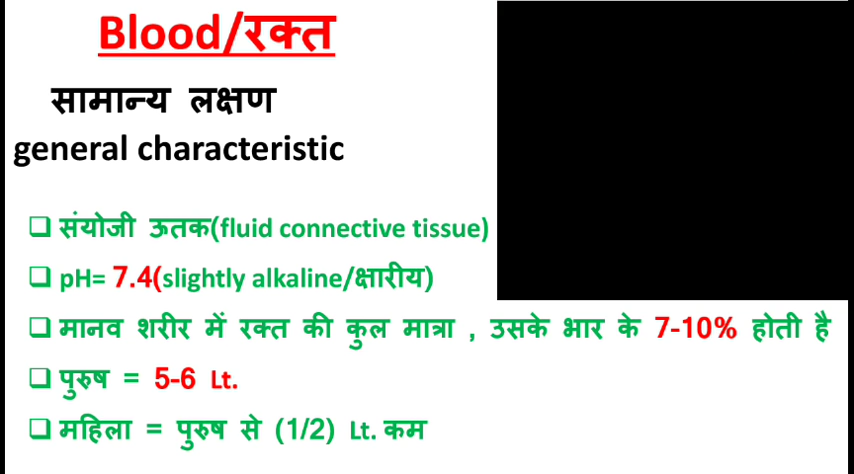 Blood/रक्त
सामान्य लक्षण
general characteristic
संयोजी ऊतक(fluid connective tissue)
pH= 7.4(slightly alkaline/क्षारीय)
मानव शरीर में रक्त की कुल मात्रा , उसके भार के 7-10% होती है
पुरुष = 5-6 Lt.
महिला = पुरुष से (1/2) Lt. कम